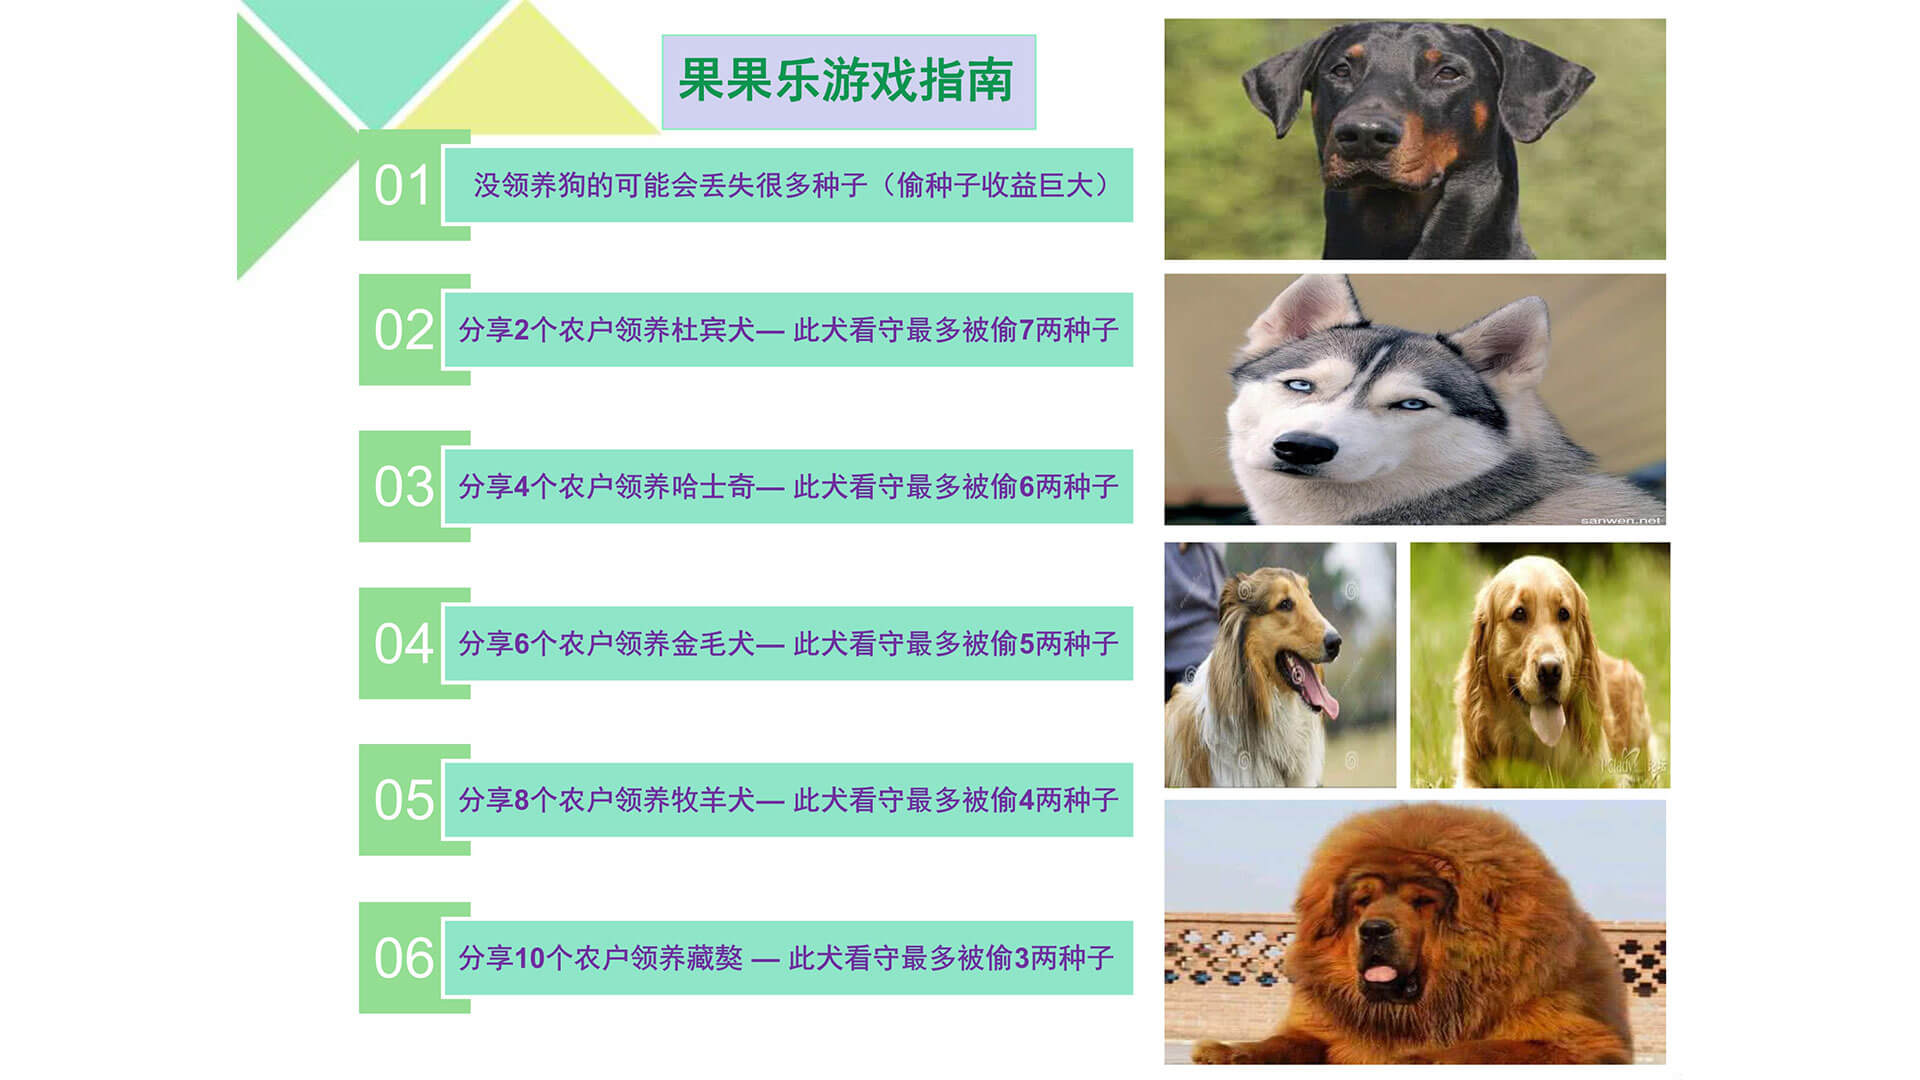 果果乐游戏指南
01
没领养狗的可能会丢失很多种子（偷种子收益巨大）
02
分享2个农户领养杜宾犬— 此犬看守最多被偷7两种子
03
分享4个农户领养哈士奇— 此犬看守最多被偷6两种子
04
分享6个农户领养金毛犬— 此犬看守最多被偷5两种子
05
分享8个农户领养牧羊犬— 此犬看守最多被偷4两种子
06
分享10个农户领养藏獒 — 此犬看守最多被偷3两种子
sanwen.net